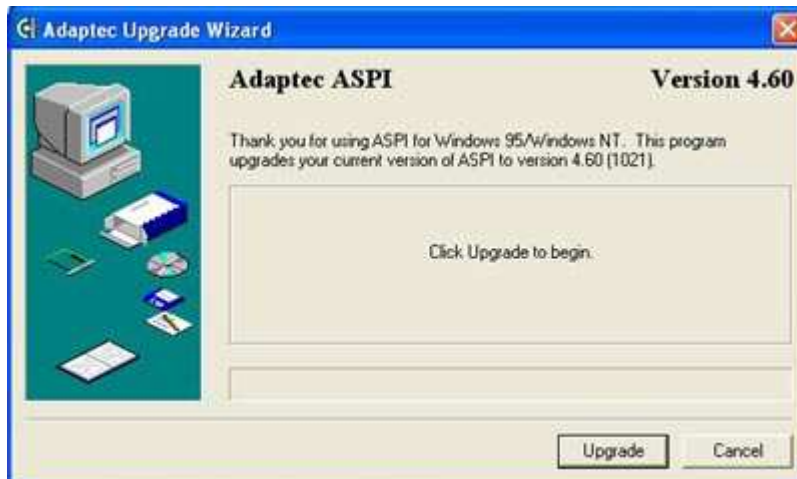 Adaptec Upgrade Wizard
Adaptec ASPI Version 4.60
Thank you for using ASPI for Windows 95/Windows NT. This program
upgrades your current version of ASPI to version 4.60 (1021).
Click Upgrade to begin.
Upgrade Cancel